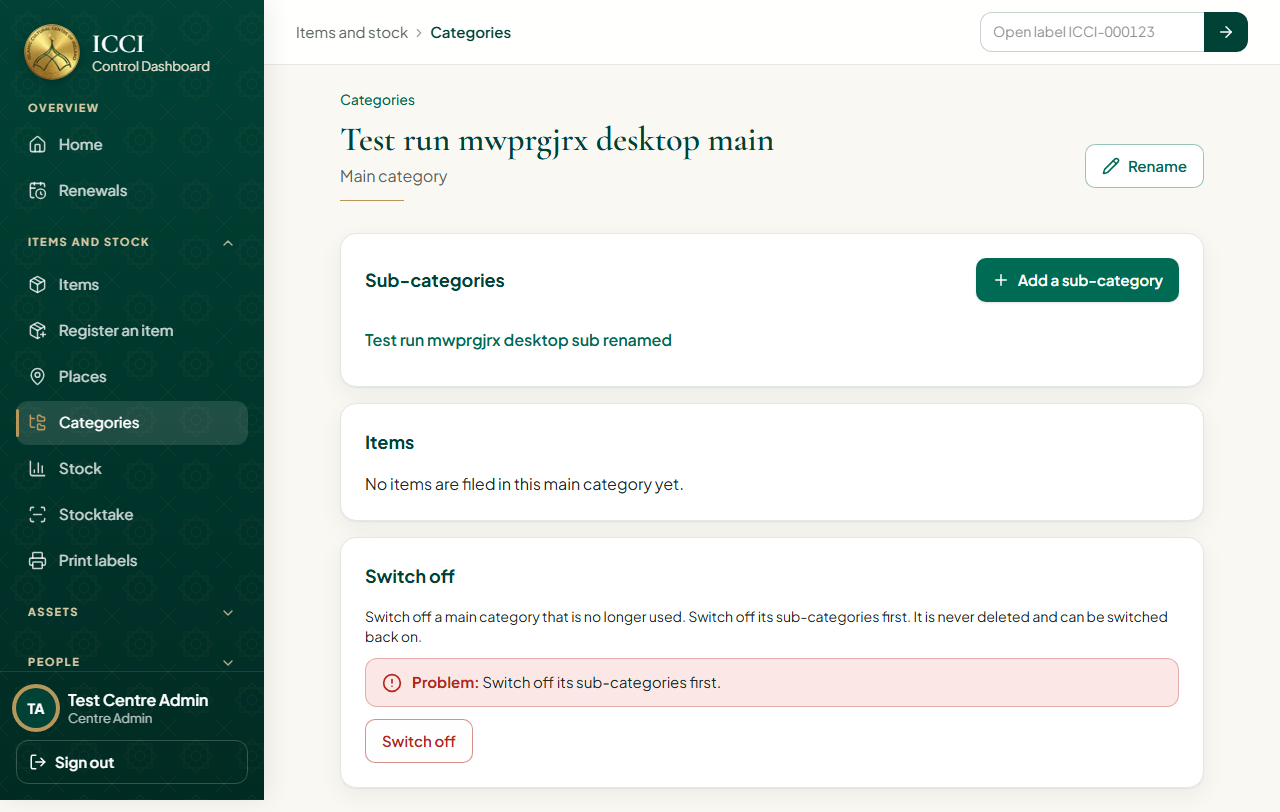 ICCI
Control Dashboard
OVERVIEW
Home
Renewals
ITEMS AND STOCK
Items
Register an item
Places
Categories
Stock
Stocktake
Print labels
ASSETS
PEOPLE
TA
Test Centre Admin
Centre Admin
Sign out
Items and stock › Categories
Open label ICCI-000123
Categories
Test run mwprgjrx desktop main
Main category
Rename
Sub-categories
Add a sub-category
Test run mwprgjrx desktop sub renamed
Items
No items are filed in this main category yet.
Switch off
Switch off a main category that is no longer used. Switch off its sub-categories first. It is never deleted and can be switched
back on.
Problem: Switch off its sub-categories first.
Switch off